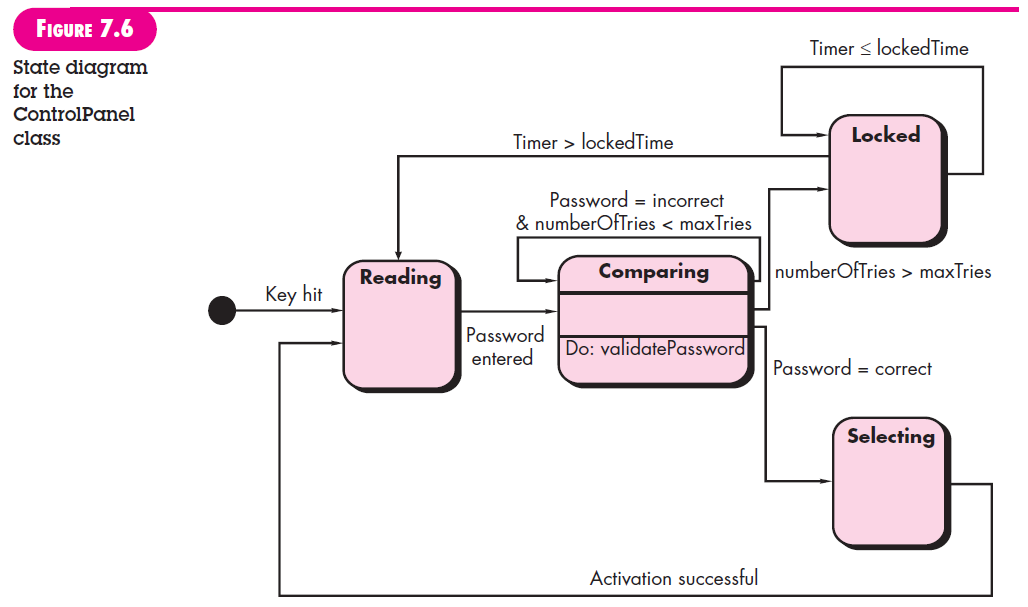 FIGURE 7.6
State diagram
for the
ControlPanel
class
Timer ≤ lockedTime
Locked
Timer > lockedTime
Password = incorrect
& numberOfTries < maxTries
Comparing
numberOfTries > maxTries
Reading
Key hit
Password
entered
Do: validatePassword
Password = correct
Selecting
Activation successful